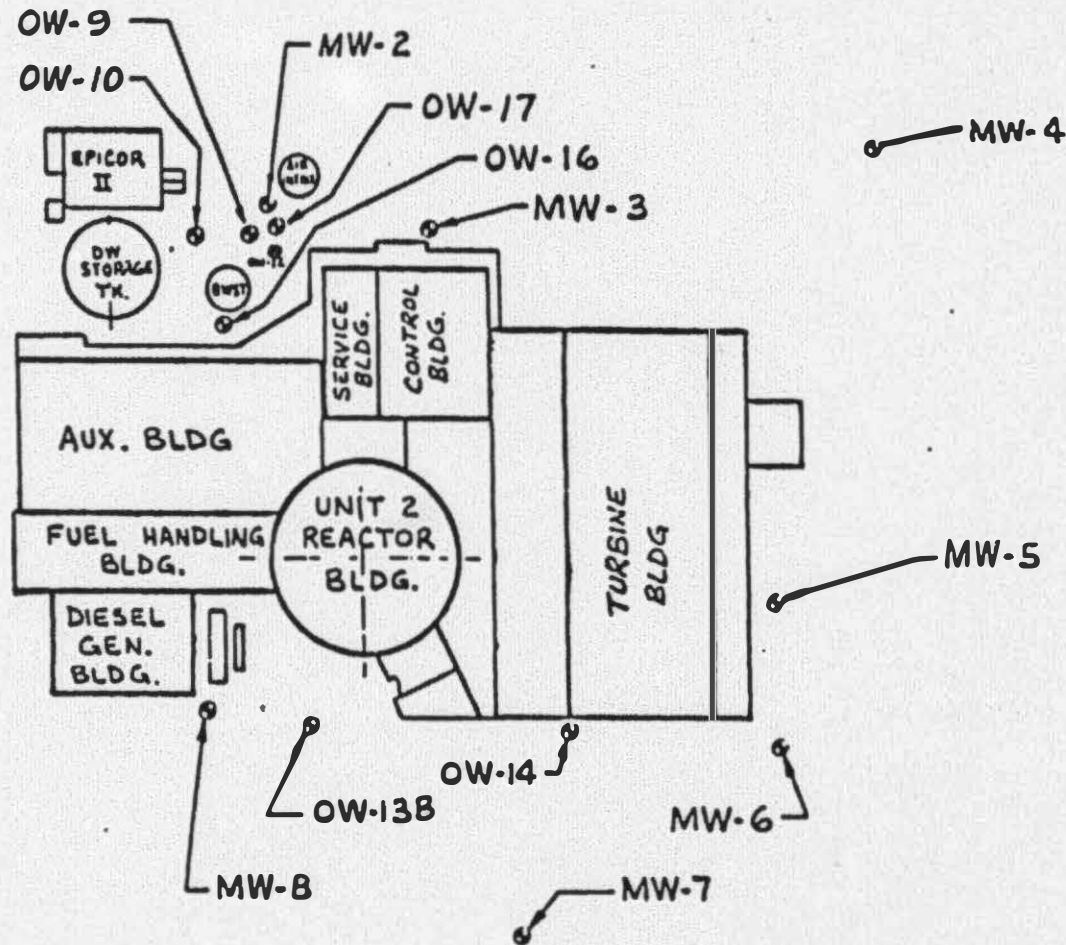 OW-9
MW-2
OW-10
OW-17
MW-4
EPICOR
II
AIR
OW-16
MW-3
DW
STORAGE
TK.
BWST
SERVICE
BLDG.
CONTROL
BLDG.
AUX. BLDG
UNIT 2
REACTOR
BLDG.
FUEL HANDLING
BLDG.
TURBINE
BLDG
MW-5
DIESEL
GEN.
BLDG.
OW-14
OW-13B
MW-6
MW-8
MW-7